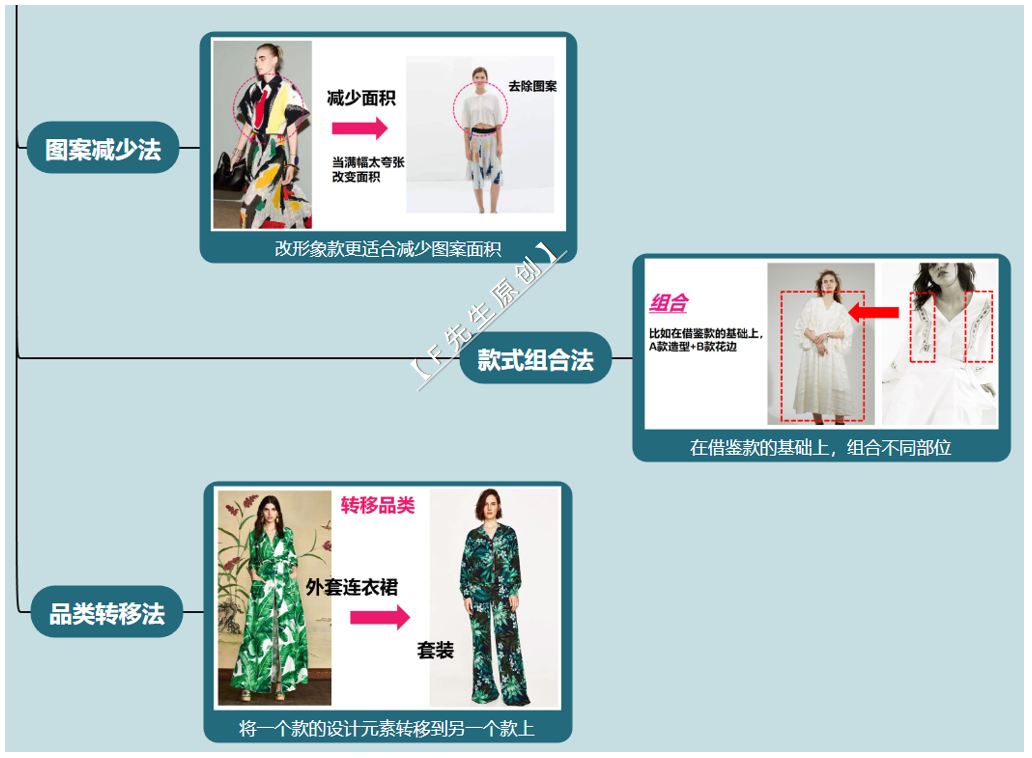 图案减少法
减少面积
去除图案
当满幅太夸张
改变面积
改形象款更适合减少图案面积
【F先生原创】
款式组合法
组合
比如在借鉴款的基础上，
A款造型+B款花边
在借鉴款的基础上，组合不同部位
品类转移法
转移品类
外套连衣裙
套装
将一个款的设计元素转移到另一个款上